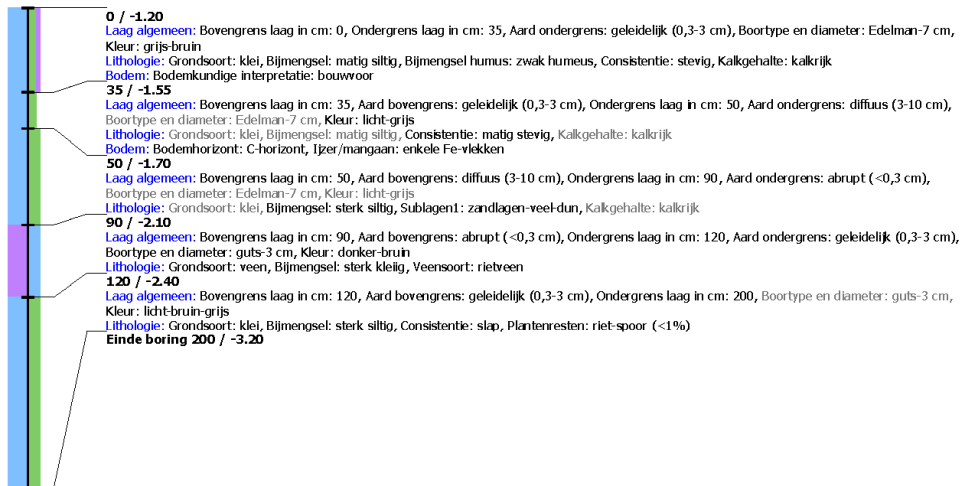 0 / -1.20
Laag algemeen: Bovengrens laag in cm: 0, Ondergrens laag in cm: 35, Aard ondergrens: geleidelijk (0,3-3 cm), Boortype en diameter: Edelman-7 cm,
Kleur: grijs-bruin
Lithologie: Grondsoort: klei, Bijmengsel: matig siltig, Bijmengsel humus: zwak humeus, Consistentie: stevig, Kalkgehalte: kalkrijk
Bodem: Bodemkundige interpretatie: bouwvoor
35 / -1.55
Laag algemeen: Bovengrens laag in cm: 35, Aard bovengrens: geleidelijk (0,3-3 cm), Ondergrens laag in cm: 50, Aard ondergrens: diffuus (3-10 cm),
Boortype en diameter: Edelman-7 cm, Kleur: licht-grijs
Lithologie: Grondsoort: klei, Bijmengsel: matig siltig, Consistentie: matig stevig, Kalkgehalte: kalkrijk
Bodem: Bodemhorizont: C-horizont, Ijzer/mangaan: enkele Fe-vlekken
50 / -1.70
Laag algemeen: Bovengrens laag in cm: 50, Aard bovengrens: diffuus (3-10 cm), Ondergrens laag in cm: 90, Aard ondergrens: abrupt (<0,3 cm),
Boortype en diameter: Edelman-7 cm, Kleur: licht-grijs
Lithologie: Grondsoort: klei, Bijmengsel: sterk siltig, Sublagen1: zandlagen-veel-dun, Kalkgehalte: kalkrijk
90 / -2.10
Laag algemeen: Bovengrens laag in cm: 90, Aard bovengrens: abrupt (<0,3 cm), Ondergrens laag in cm: 120, Aard ondergrens: geleidelijk (0,3-3 cm),
Boortype en diameter: guts-3 cm, Kleur: donker-bruin
Lithologie: Grondsoort: veen, Bijmengsel: sterk kleiig, Veensoort: rietveen
120 / -2.40
Laag algemeen: Bovengrens laag in cm: 120, Aard bovengrens: geleidelijk (0,3-3 cm), Ondergrens laag in cm: 200, Boortype en diameter: guts-3 cm,
Kleur: licht-bruin-grijs
Lithologie: Grondsoort: klei, Bijmengsel: sterk siltig, Consistentie: slap, Plantenresten: riet-spoor (<1%)
Einde boring 200 / -3.20